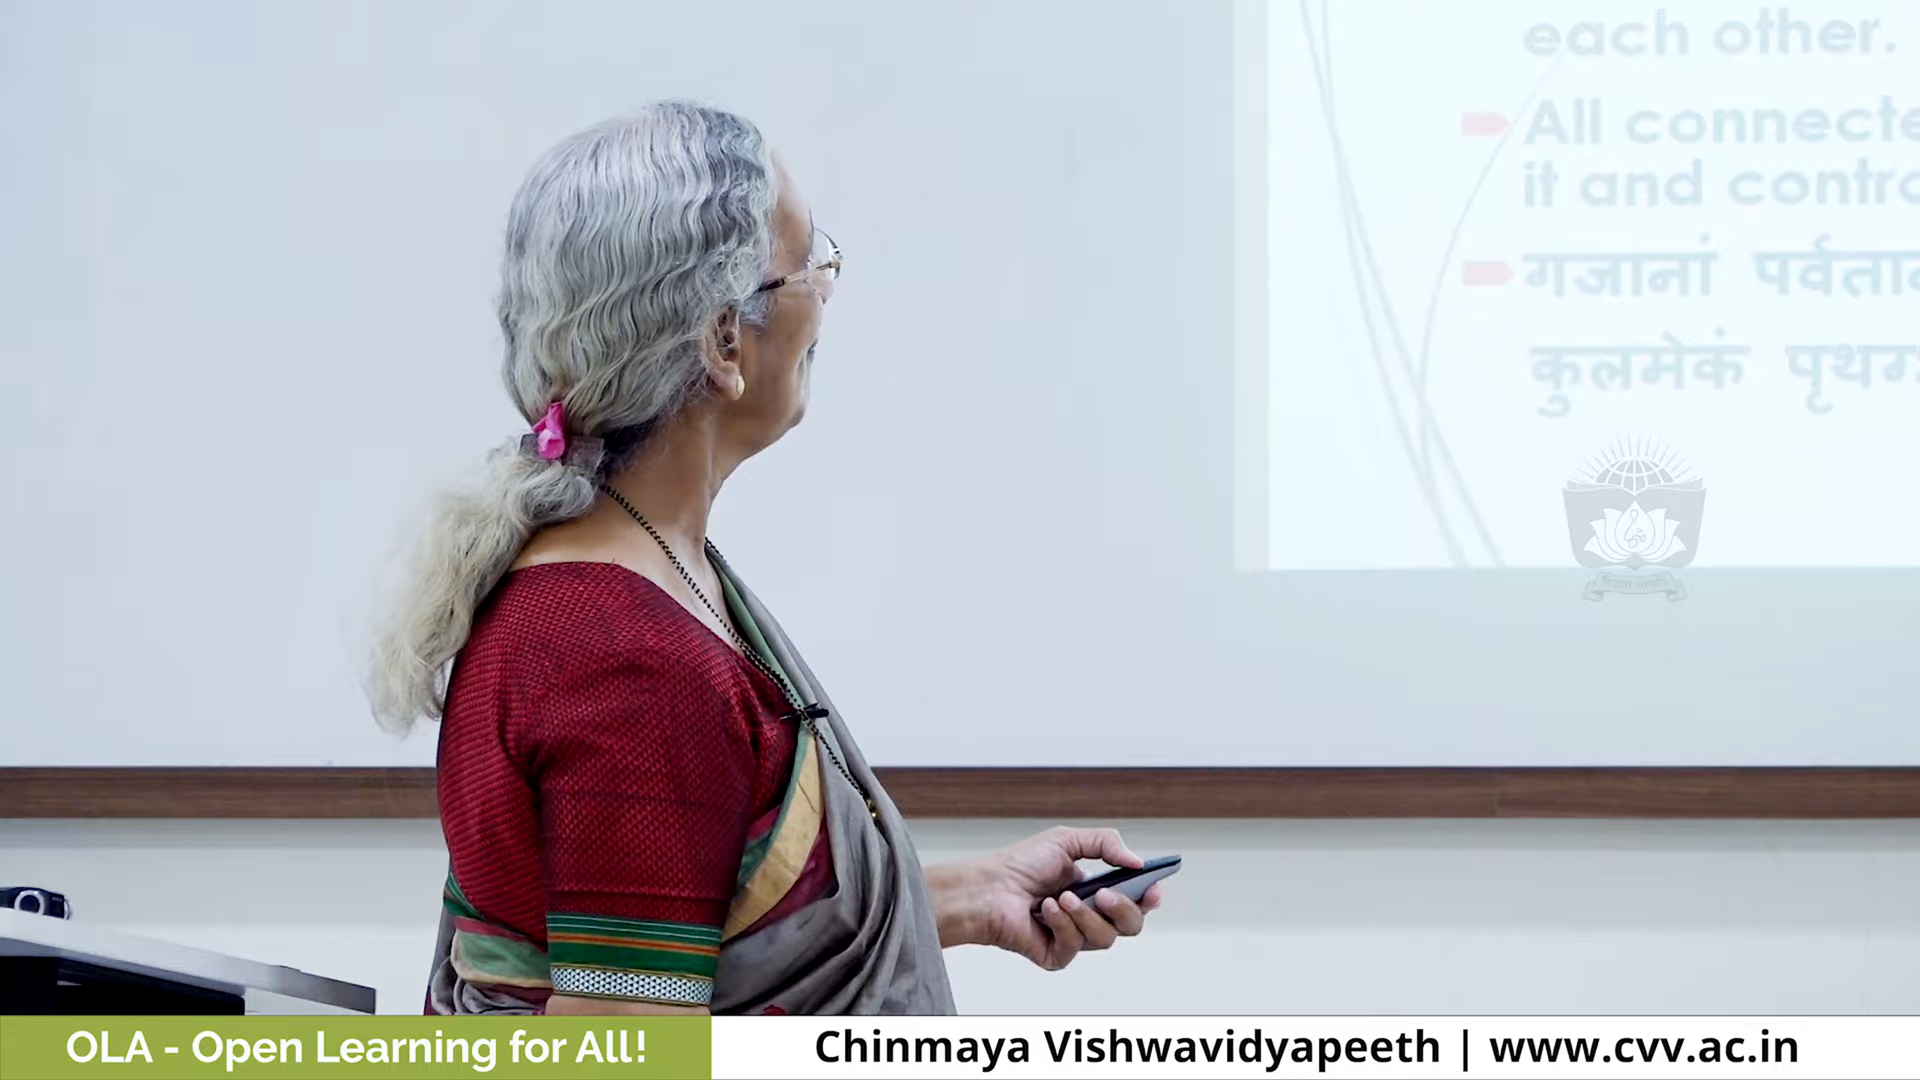 each other.
All connecte
it and contro
गजानां पर्वता
कुलमेकं पृथग्
OLA - Open Learning for All!
Chinmaya Vishwavidyapeeth | www.cvv.ac.in